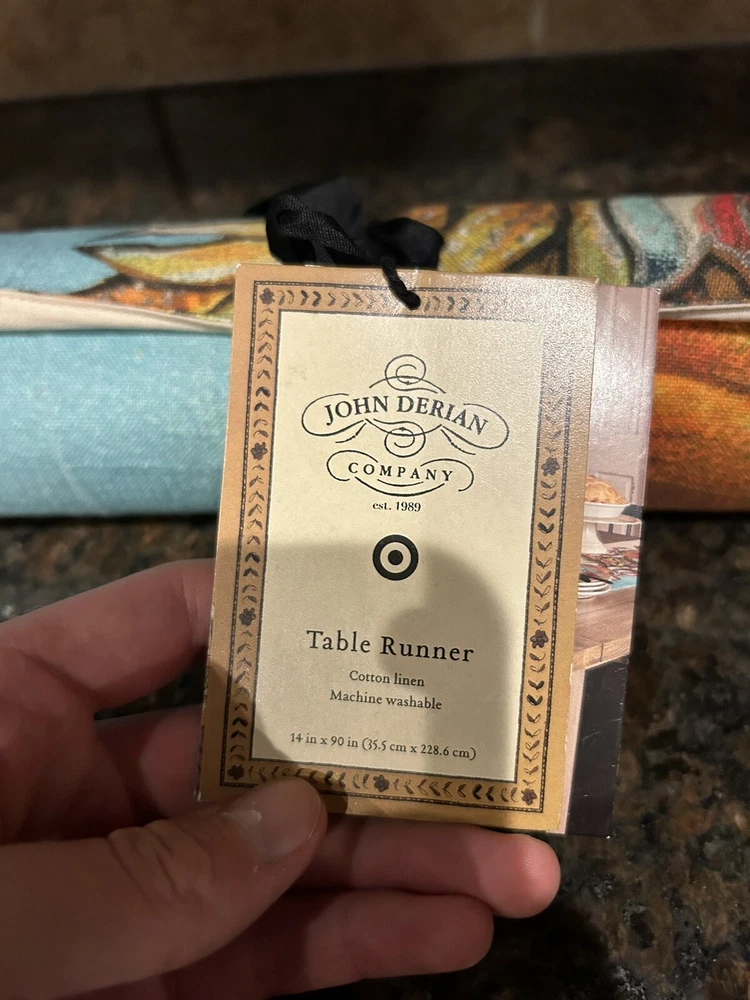 JOHN DERIAN
COMPANY
est. 1989
Table Runner
Cotton linen
Machine washable
14 in x 90 in (35.5 cm x 228.6 cm)